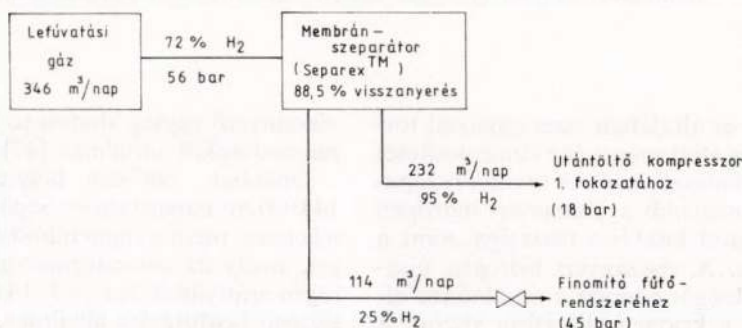 Lefúvatási
gáz
346 m³/nap
72 % H₂
56 bar
Membrán –
szeparátor
(Separex™)
88,5 % visszanyerés
232 m³/nap
95 % H₂
Utántöltő kompresszor
1. fokozatához
(18 bar)
114 m³/nap
25 % H₂
Finomító fűtő-
rendszeréhez
(45 bar)